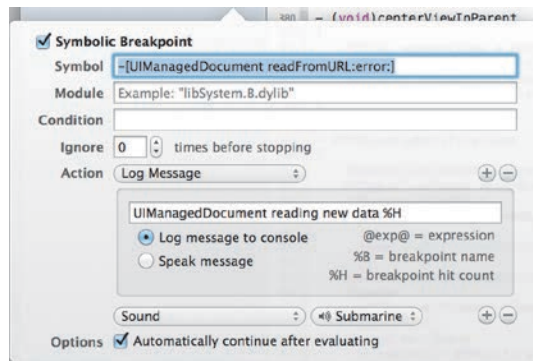 380 - (void)centerViewInParent
Symbolic Breakpoint
Symbol -[UIManagedDocument readFromURL:error:]
Module Example: "libSystem.B.dylib"
Condition
Ignore 0 times before stopping
Action Log Message
UIManagedDocument reading new data %H
Log message to console @exp@ = expression
Speak message %B = breakpoint name
%H = breakpoint hit count
Sound Submarine
Options Automatically continue after evaluating